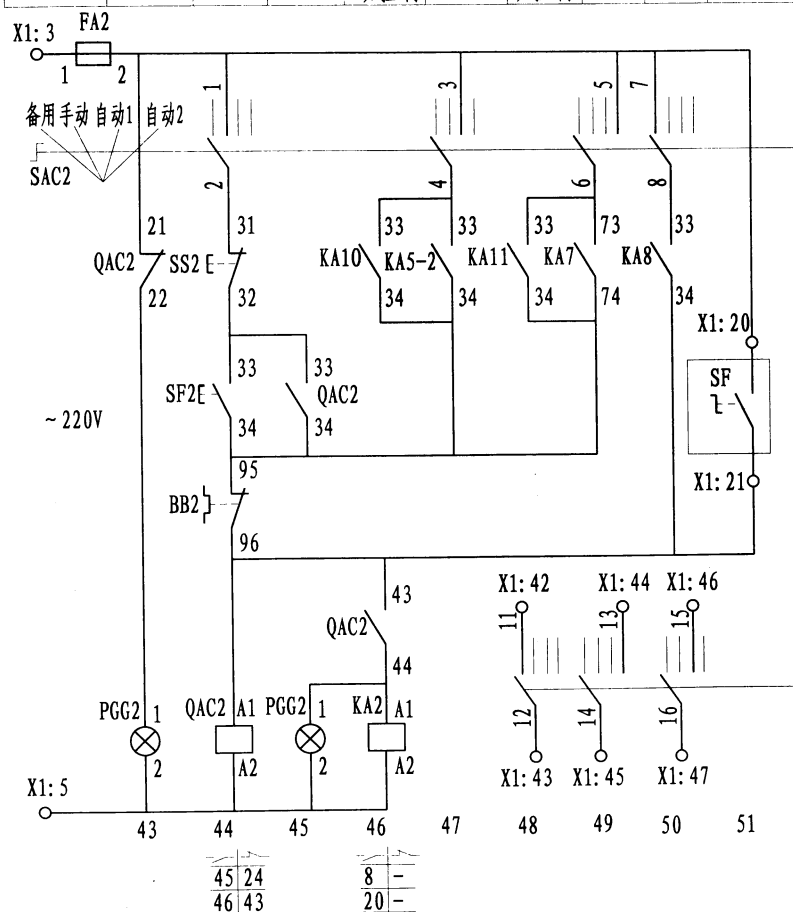 FA2
X1:3
1 2
1 3 5 7
备用 手动 自动1 自动2
SAC2
2 4 6 8
21 31 33 33 33 73 33
QAC2 SS2 KA10 KA5-2 KA11 KA7 KA8
22 32 34 34 34 74 34
X1:20
33 33
SF
SF2 QAC2
34 34
~220V
95
X1:21
BB2
96
X1:42 X1:44 X1:46
43
11 13 15
QAC2
44
PGG2 1 QAC2 A1 PGG2 1 KA2 A1
12 14 16
2 A2 2 A2
X1:43 X1:45 X1:47
X1:5
43 44 45 46 47 48 49 50 51
45 24 8 -
46 43 20 -